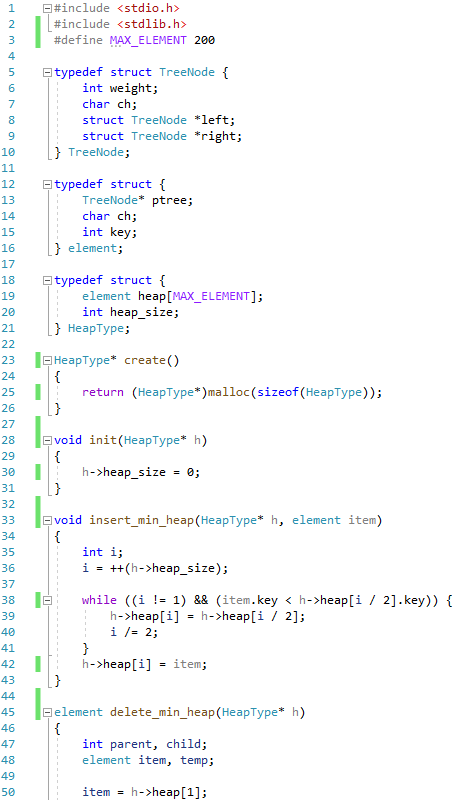 1 #include <stdio.h>
2 #include <stdlib.h>
3 #define MAX_ELEMENT 200
4
5 typedef struct TreeNode {
6     int weight;
7     char ch;
8     struct TreeNode *left;
9     struct TreeNode *right;
10 } TreeNode;
11
12 typedef struct {
13     TreeNode* ptree;
14     char ch;
15     int key;
16 } element;
17
18 typedef struct {
19     element heap[MAX_ELEMENT];
20     int heap_size;
21 } HeapType;
22
23 HeapType* create()
24 {
25     return (HeapType*)malloc(sizeof(HeapType));
26 }
27
28 void init(HeapType* h)
29 {
30     h->heap_size = 0;
31 }
32
33 void insert_min_heap(HeapType* h, element item)
34 {
35     int i;
36     i = ++(h->heap_size);
37
38     while ((i != 1) && (item.key < h->heap[i / 2].key)) {
39         h->heap[i] = h->heap[i / 2];
40         i /= 2;
41     }
42     h->heap[i] = item;
43 }
44
45 element delete_min_heap(HeapType* h)
46 {
47     int parent, child;
48     element item, temp;
49
50     item = h->heap[1];